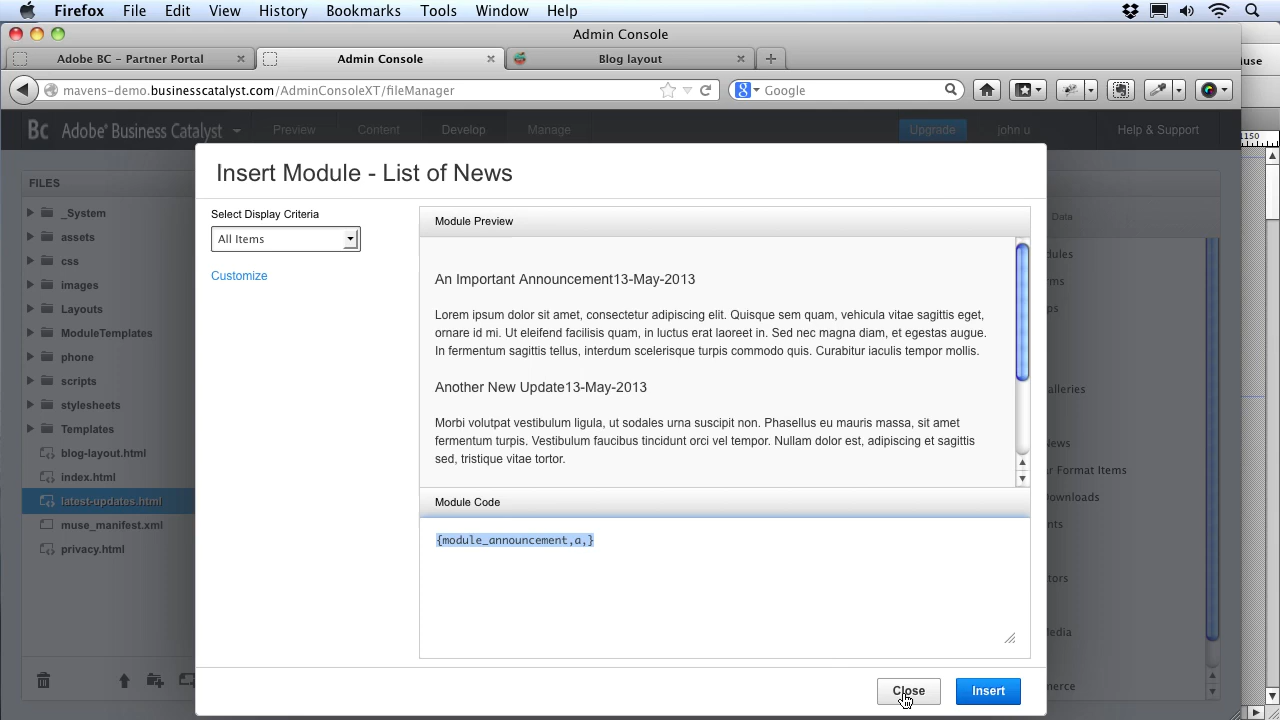 Firefox File Edit View History Bookmarks Tools Window Help
Admin Console
Adobe BC – Partner Portal
Admin Console
Blog layout
mavens-demo.businesscatalyst.com/AdminConsoleXT/fileManager
Google
Bc Adobe® Business Catalyst
Preview
Content
Develop
Manage
Upgrade
john u
Help & Support
1150
FILES
_System
assets
css
images
Layouts
ModuleTemplates
phone
scripts
stylesheets
Templates
blog-layout.html
index.html
latest-updates.html
muse_manifest.xml
privacy.html
Insert Module - List of News
Select Display Criteria
All Items
Customize
Module Preview
An Important Announcement13-May-2013
Lorem ipsum dolor sit amet, consectetur adipiscing elit. Quisque sem quam, vehicula vitae sagittis eget,
ornare id mi. Ut eleifend facilisis quam, in luctus erat laoreet in. Sed nec magna diam, et egestas augue.
In fermentum sagittis tellus, interdum scelerisque turpis commodo quis. Curabitur iaculis tempor mollis.
Another New Update13-May-2013
Morbi volutpat vestibulum ligula, ut sodales urna suscipit non. Phasellus eu mauris massa, sit amet
fermentum turpis. Vestibulum faucibus tincidunt orci vel tempor. Nullam dolor est, adipiscing et sagittis
sed, tristique vitae tortor.
Module Code
{module_announcement,a,}
Close
Insert
Data
News
Format Items